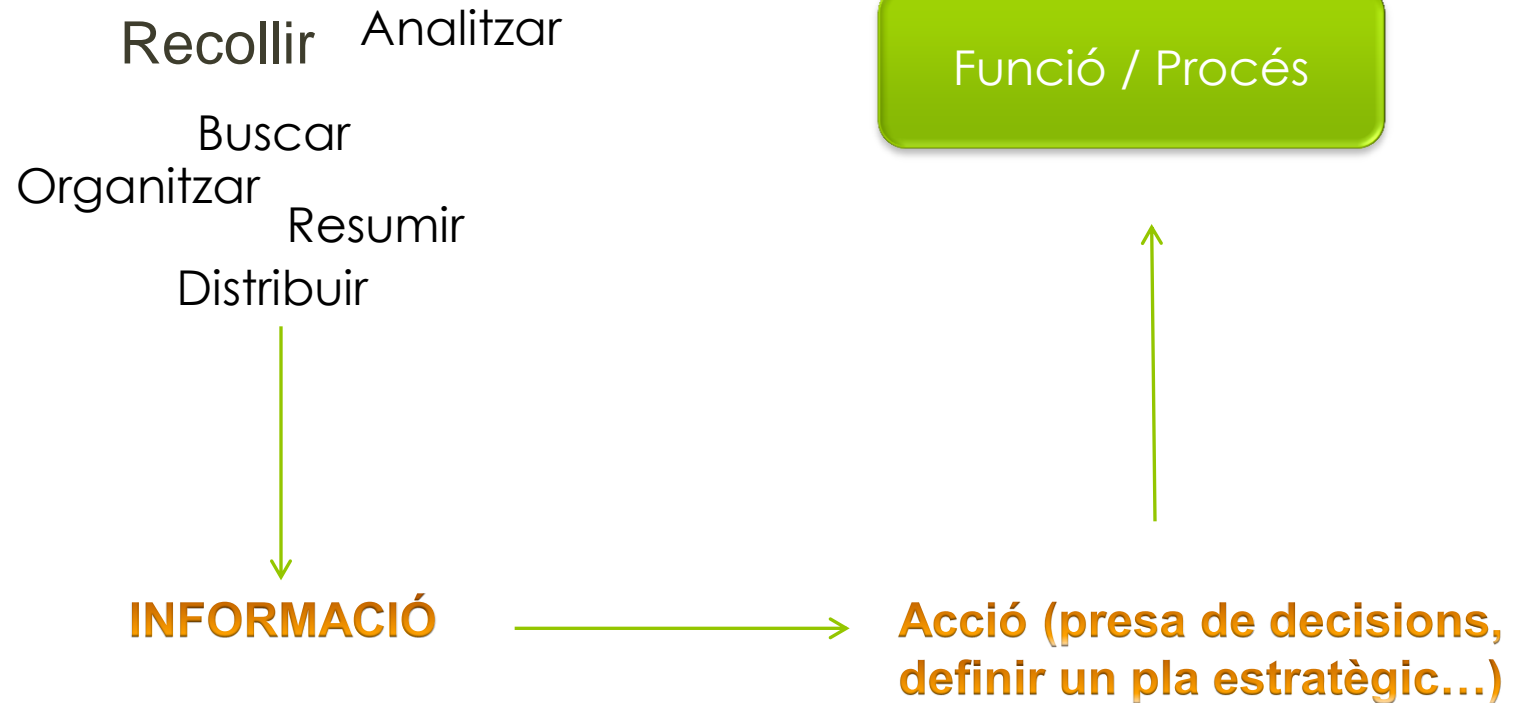 Recollir
Analitzar
Funció / Procés
Buscar
Organitzar
Resumir
Distribuir
INFORMACIÓ
Acció (presa de decisions,
definir un pla estratègic…)